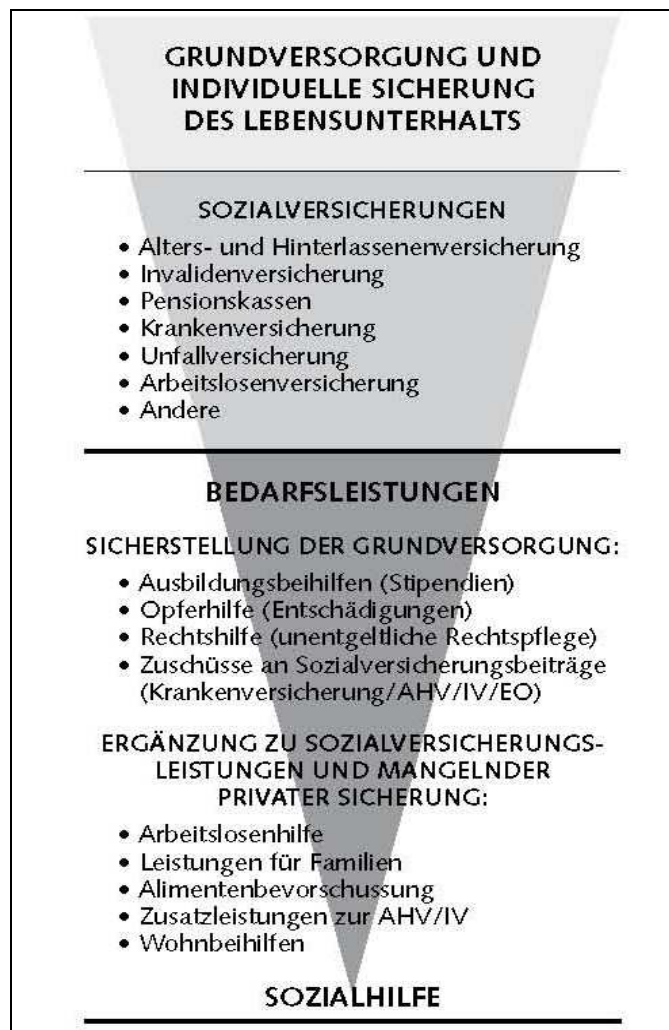 GRUNDVERSORGUNG UND
INDIVIDUELLE SICHERUNG
DES LEBENSUNTERHALTS
SOZIALVERSICHERUNGEN
• Alters- und Hinterlassenenversicherung
• Invalidenversicherung
• Pensionskassen
• Krankenversicherung
• Unfallversicherung
• Arbeitslosenversicherung
• Andere
BEDARFSLEISTUNGEN
SICHERSTELLUNG DER GRUNDVERSORGUNG:
• Ausbildungsbeihilfen (Stipendien)
• Opferhilfe (Entschädigungen)
• Rechtshilfe (unentgeltliche Rechtspflege)
• Zuschüsse an Sozialversicherungsbeiträge
(Krankenversicherung/AHV/IV/EO)
ERGÄNZUNG ZU SOZIALVERSICHERUNGS-
LEISTUNGEN UND MANGELNDER
PRIVATER SICHERUNG:
• Arbeitslosenhilfe
• Leistungen für Familien
• Alimentenbevorschussung
• Zusatzleistungen zur AHV/IV
• Wohnbeihilfen
SOZIALHILFE